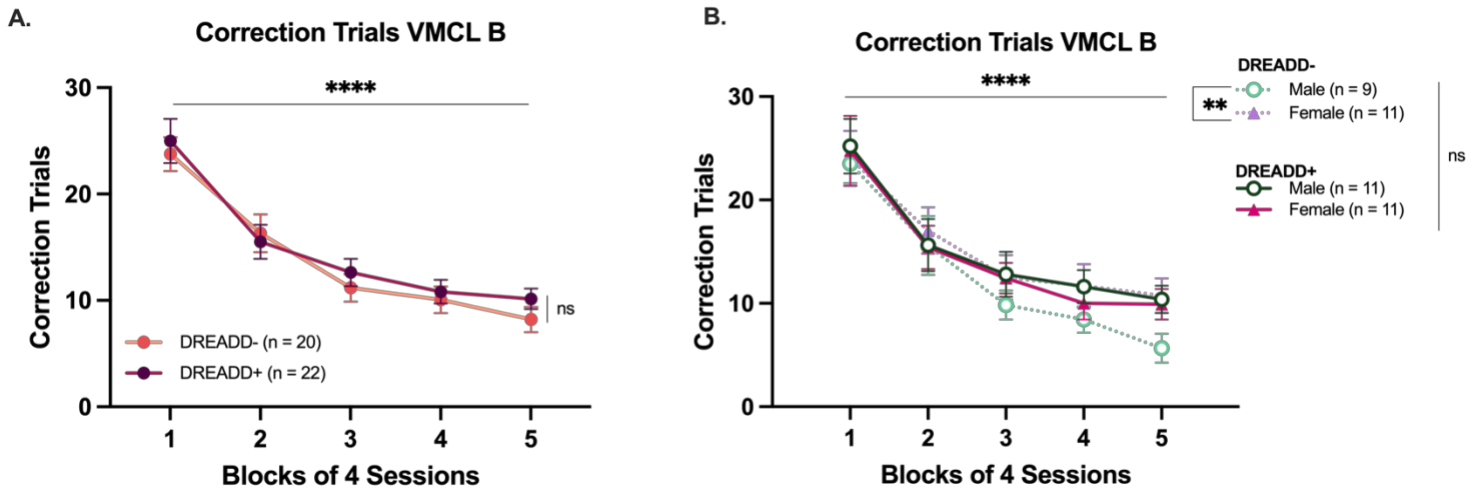 A.
Correction Trials VMCL B
****
30
20
10
0
Correction Trials
ns
DREADD- (n = 20)
DREADD+ (n = 22)
1 2 3 4 5
Blocks of 4 Sessions
B.
Correction Trials VMCL B
****
30
20
10
0
Correction Trials
1 2 3 4 5
Blocks of 4 Sessions
DREADD-
**
Male (n = 9)
Female (n = 11)
DREADD+
Male (n = 11)
Female (n = 11)
ns